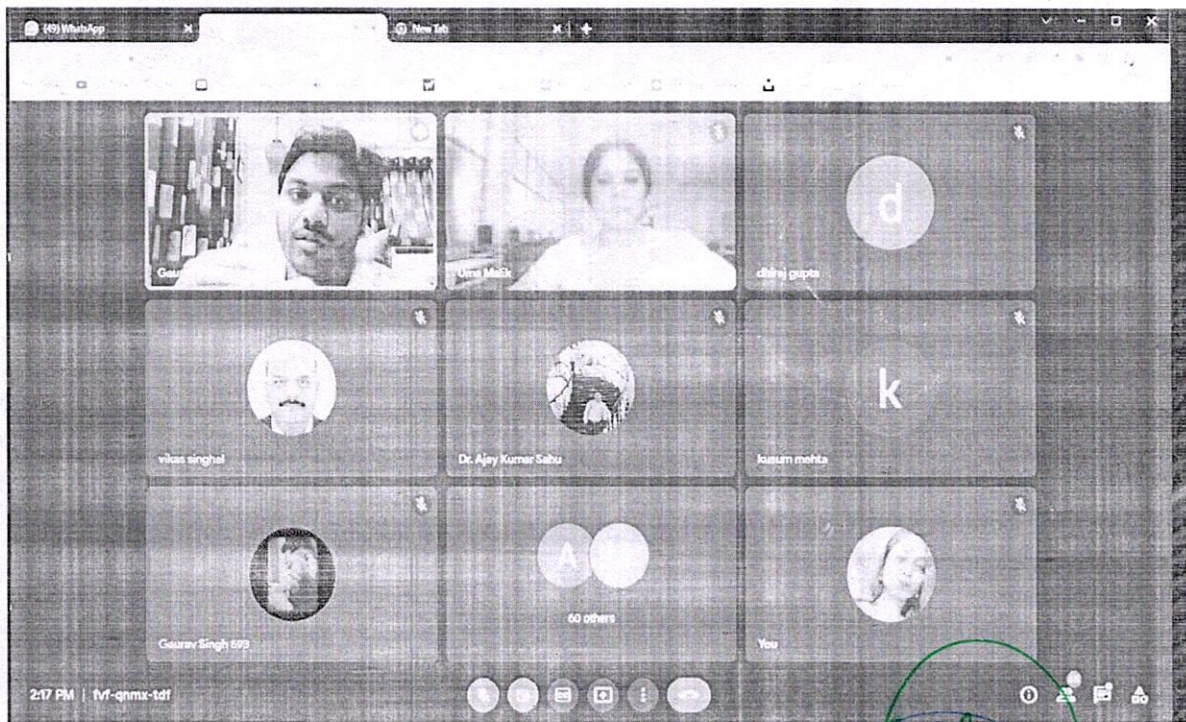 (49) WhatsApp
New Tab
Uma Malik
d
dhiraj gupta
vikas singhal
Dr. Ajay Kumar Sahu
k
kusum mehta
Gaurav Singh 693
A
60 others
You
2:17 PM | fvf-qnmx-tdf